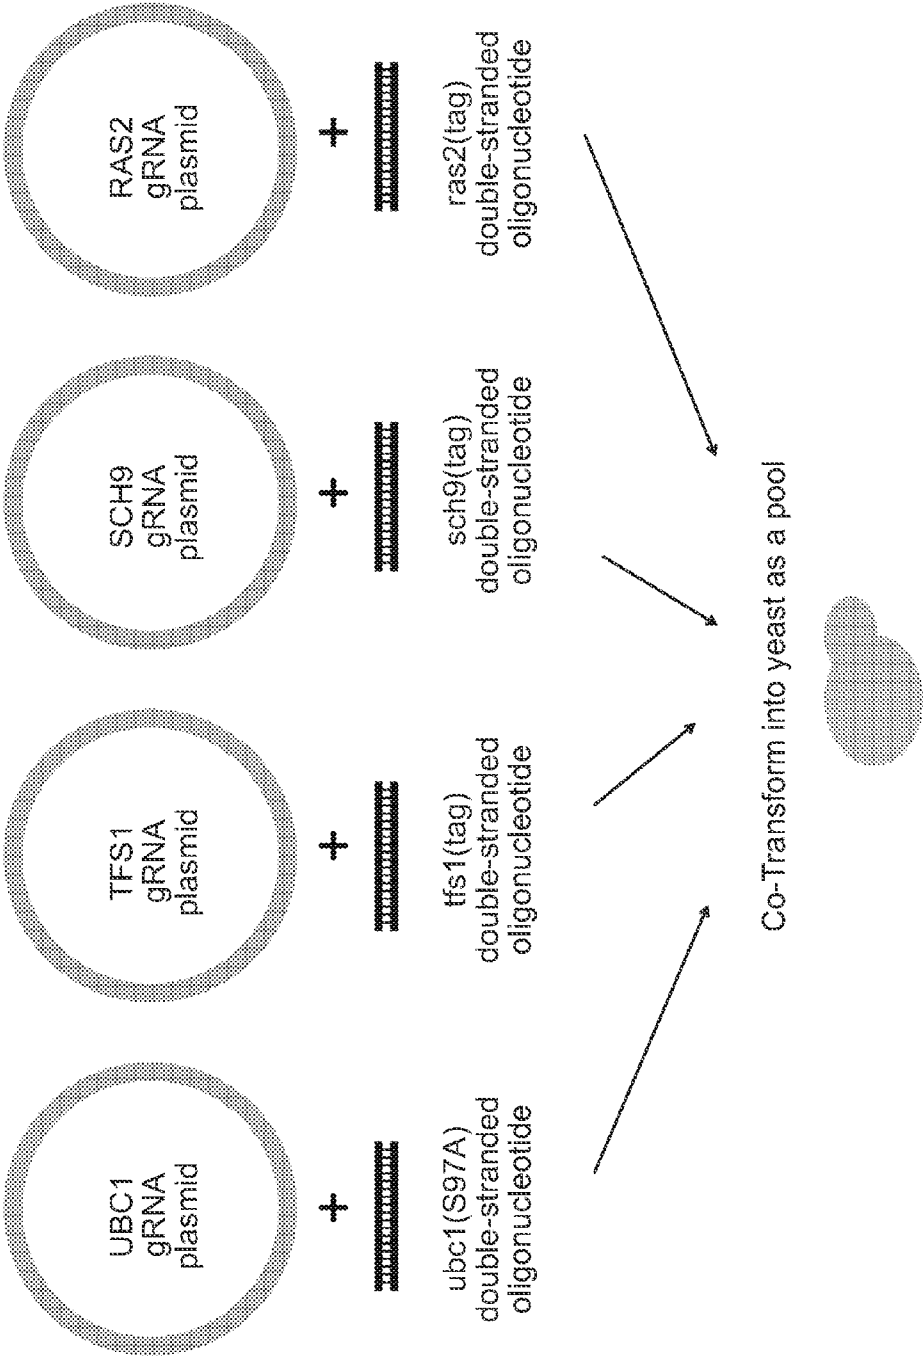 UBC1
gRNA
plasmid
TFS1
gRNA
plasmid
SCH9
gRNA
plasmid
RAS2
gRNA
plasmid
+
+
+
+
ubc1(S97A)
double-stranded
oligonucleotide
tfs1(tag)
double-stranded
oligonucleotide
sch9(tag)
double-stranded
oligonucleotide
ras2(tag)
double-stranded
oligonucleotide
Co-Transform into yeast as a pool